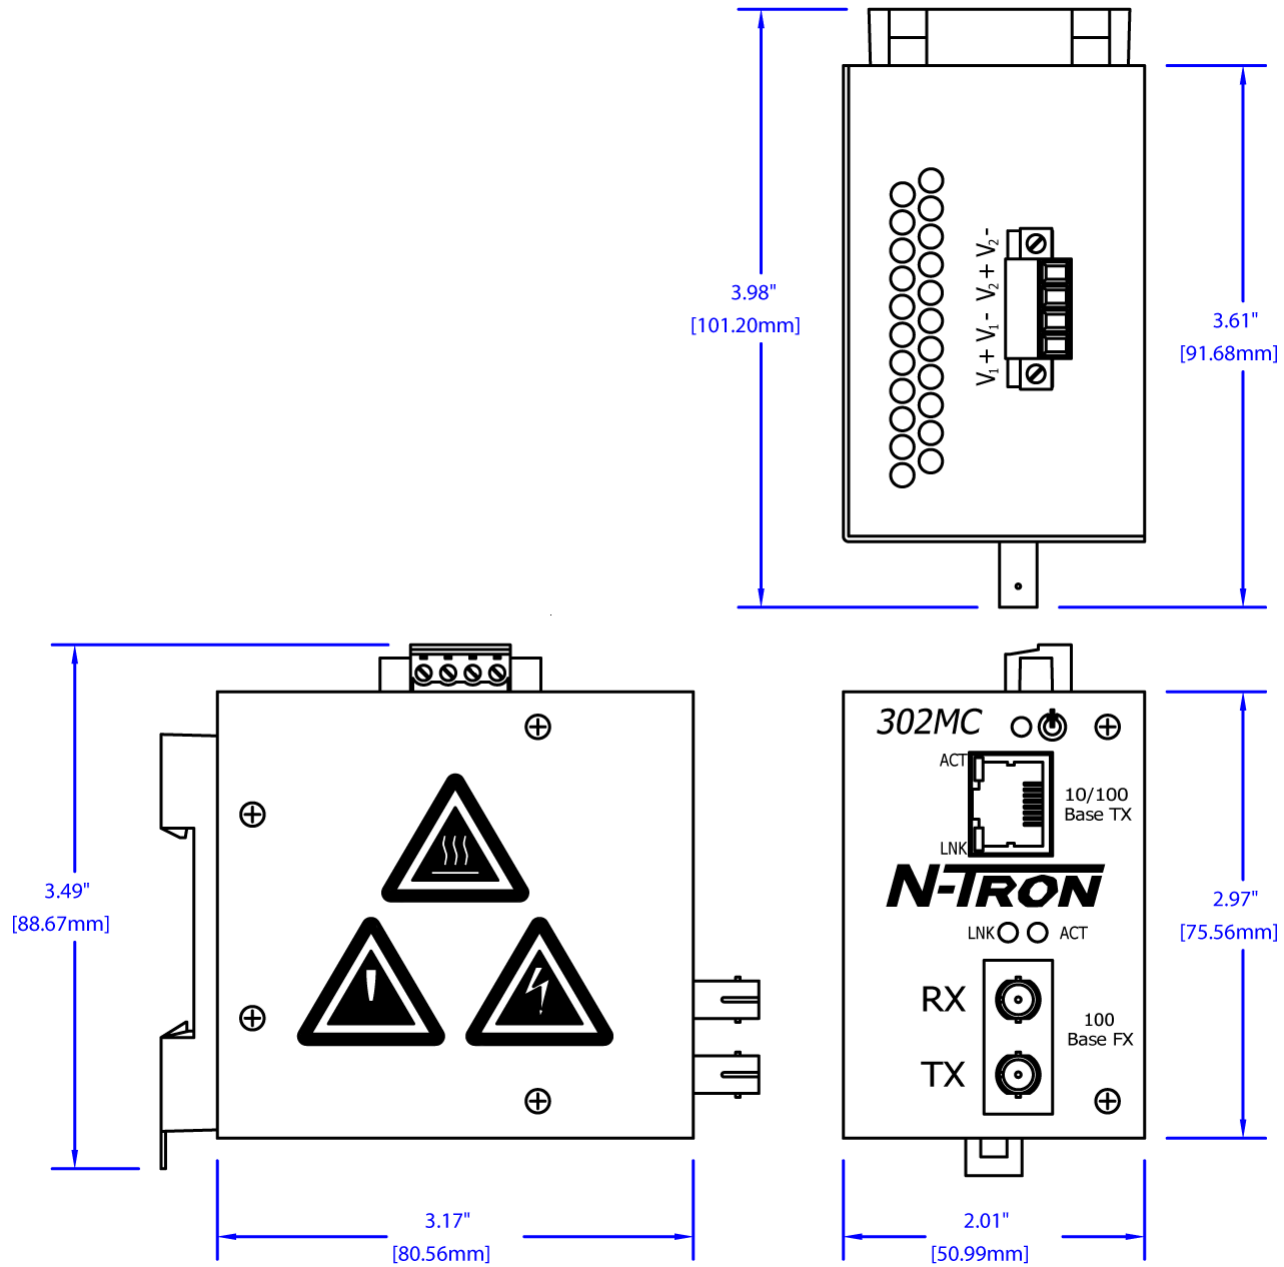 3.98"
[101.20mm]
V₁ + V₁ - V₂ + V₂ -
3.61"
[91.68mm]
3.49"
[88.67mm]
302MC
ACT
10/100
Base TX
LNK
N-TRON
LNK
ACT
RX
100
Base FX
TX
2.97"
[75.56mm]
3.17"
[80.56mm]
2.01"
[50.99mm]